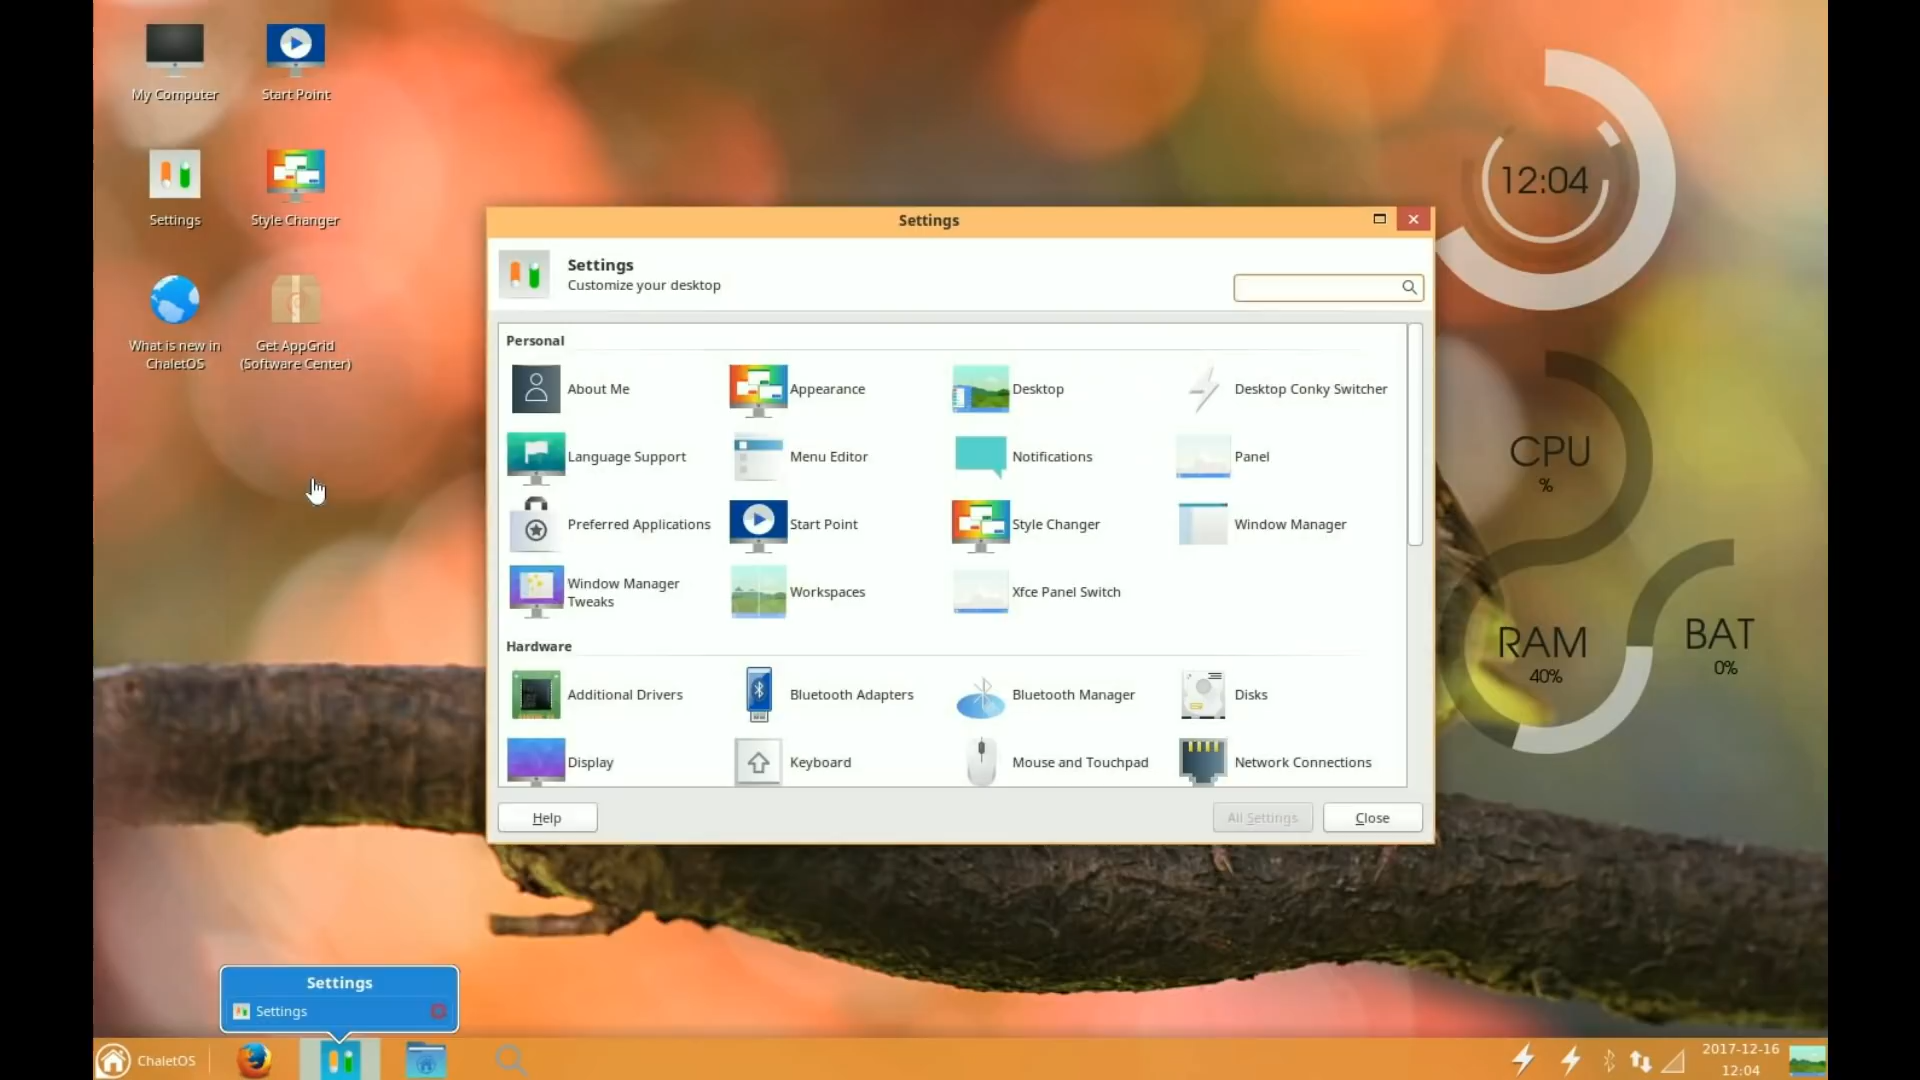 My Computer
Start Point
Settings
Style Changer
What is new in
ChaletOS
Get AppGrid
(Software Center)
Settings
Settings
Customize your desktop
Personal
About Me
Appearance
Desktop
Desktop Conky Switcher
Language Support
Menu Editor
Notifications
Panel
Preferred Applications
Start Point
Style Changer
Window Manager
Window Manager
Tweaks
Workspaces
Xfce Panel Switch
Hardware
Additional Drivers
Bluetooth Adapters
Bluetooth Manager
Disks
Display
Keyboard
Mouse and Touchpad
Network Connections
Help
All Settings
Close
12:04
CPU
%
RAM
40%
BAT
0%
Settings
Settings
ChaletOS
2017-12-16
12:04